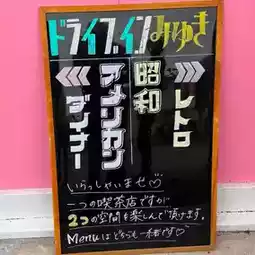 ドライブインみゆき
>>> レトロ
昭和
アメリカン
<<< ダイナー
いらっしゃいませ♡
一つの喫茶店ですが
2つの空間を楽しんで頂けます。
Menuはどちらも一緒です♡